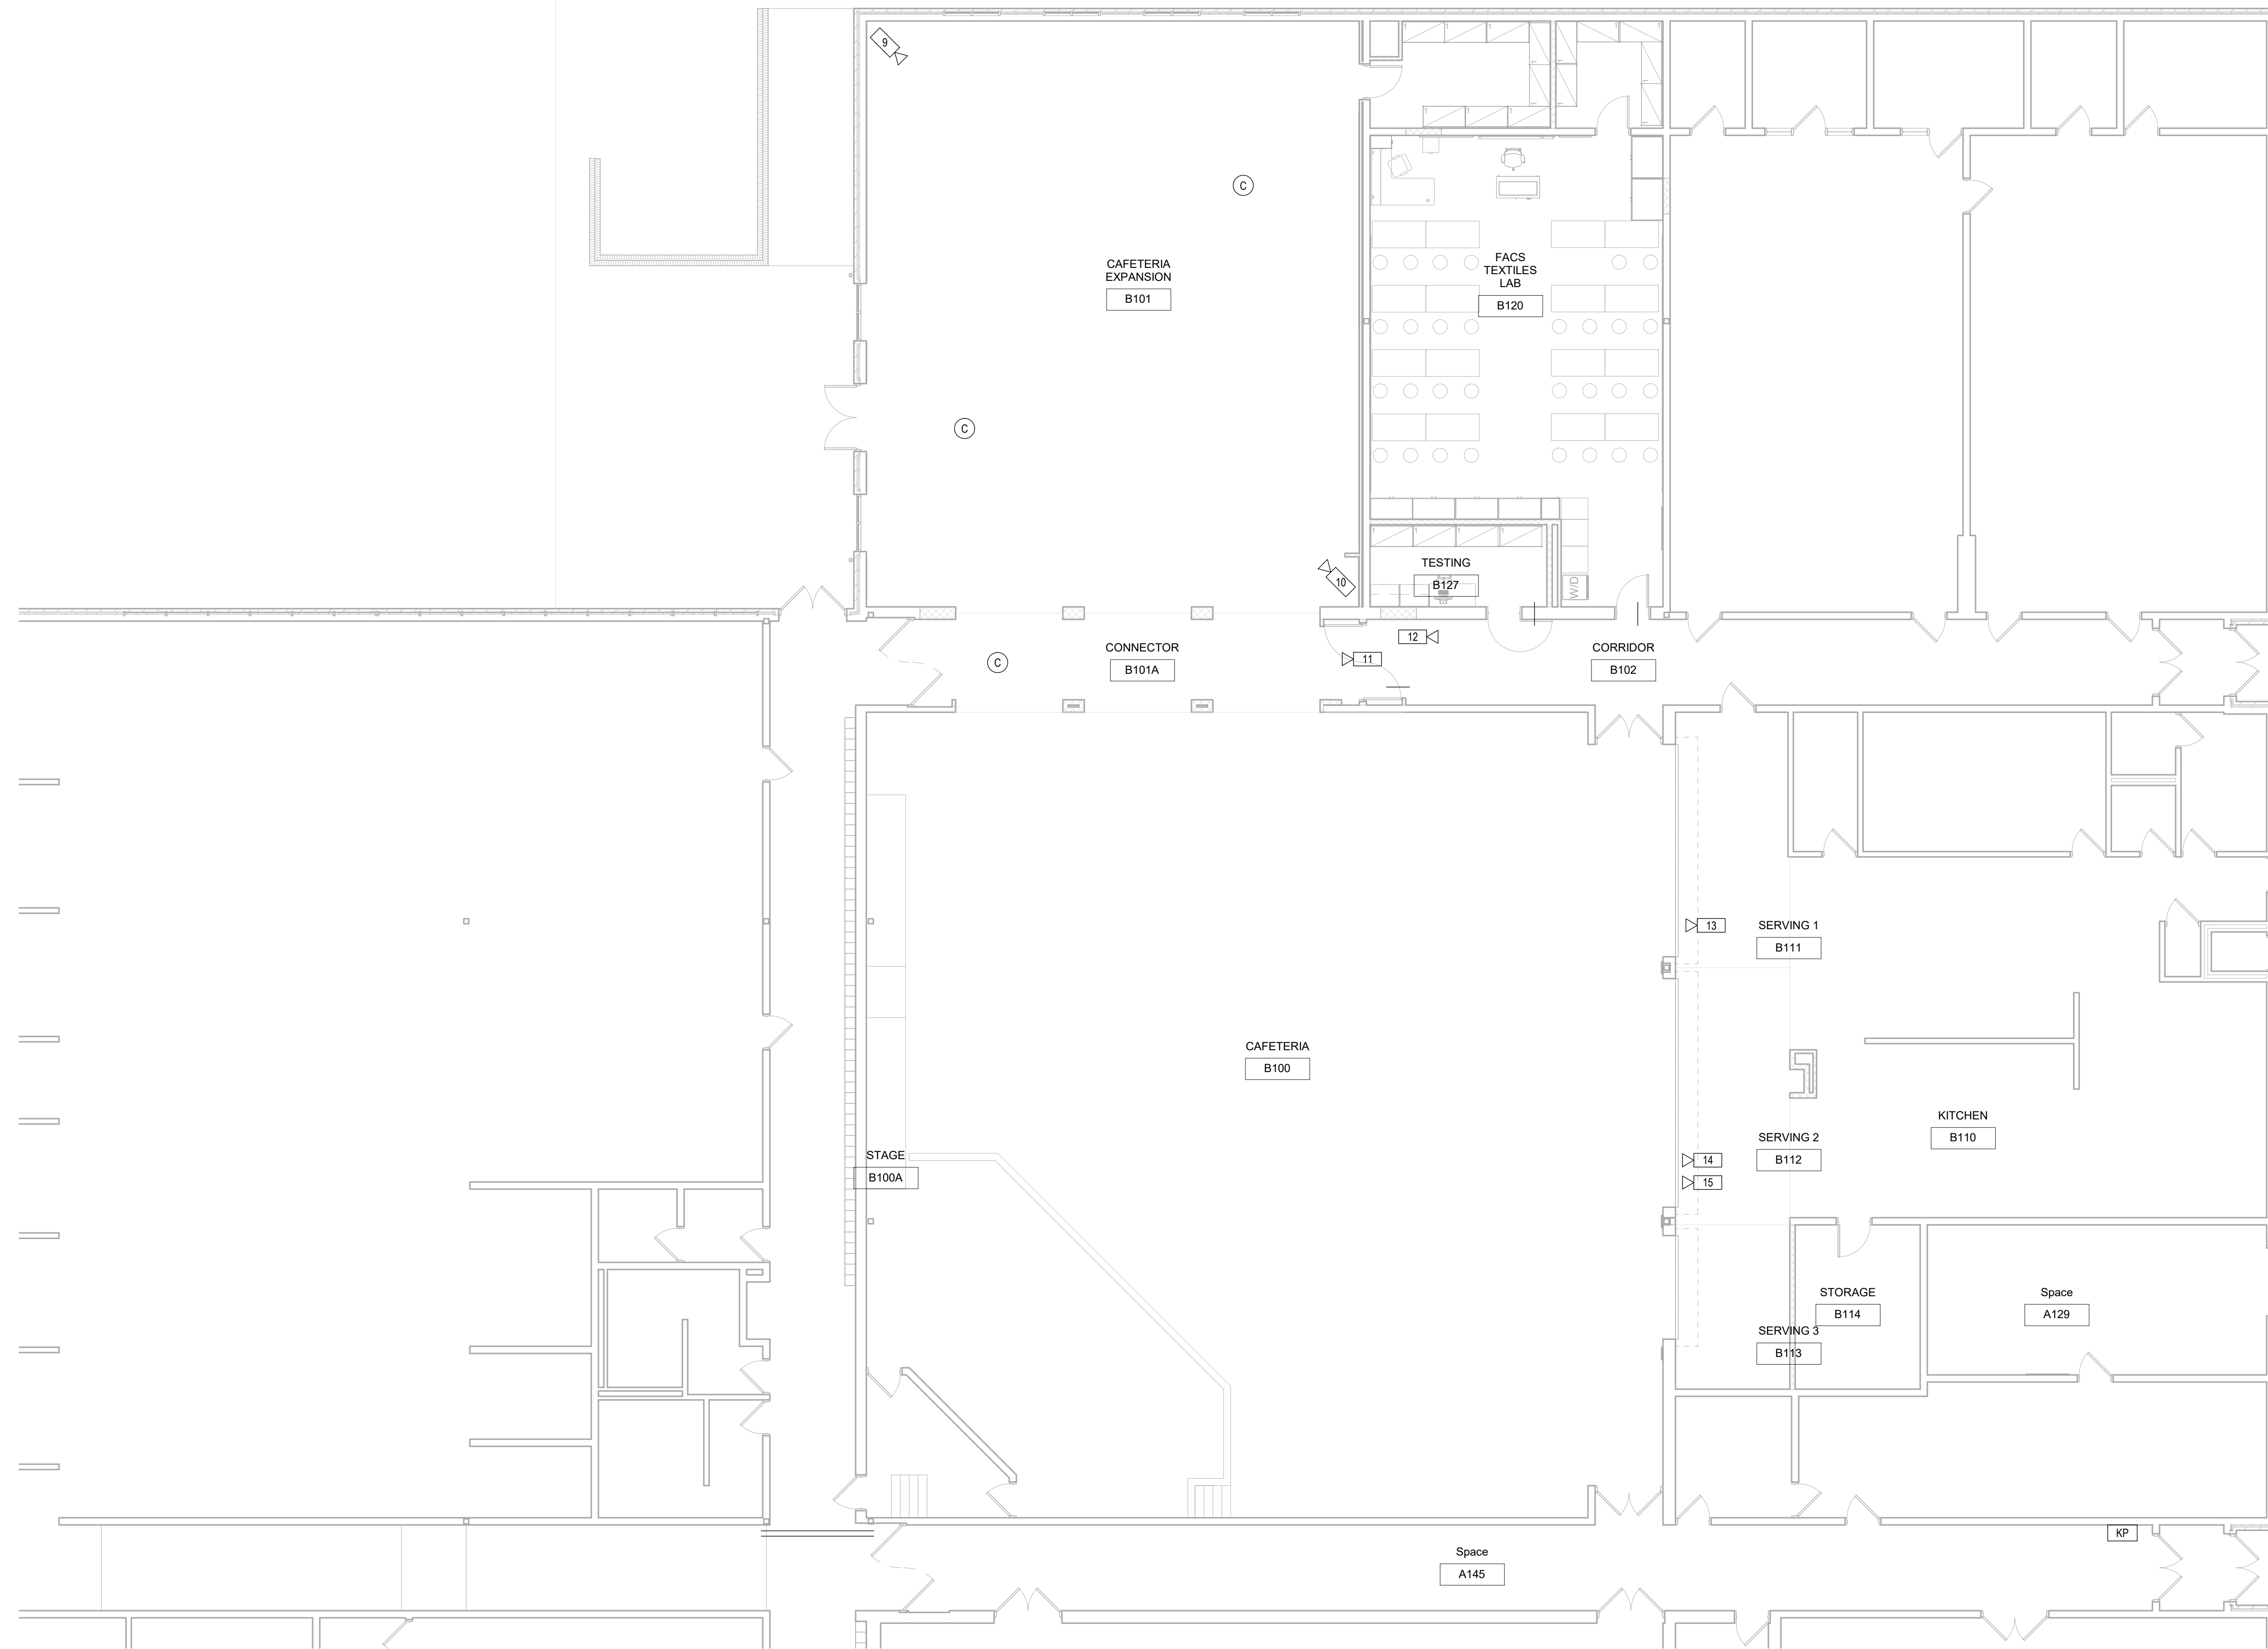 9
C
CAFETERIA
EXPANSION
B101
FACS
TEXTILES
LAB
B120
C
TESTING
B127
10
W/D
12
11
C
CONNECTOR
B101A
CORRIDOR
B102
13
SERVING 1
B111
CAFETERIA
B100
KITCHEN
B110
SERVING 2
B112
14
15
STAGE
B100A
STORAGE
B114
Space
A129
SERVING 3
B113
KP
Space
A145